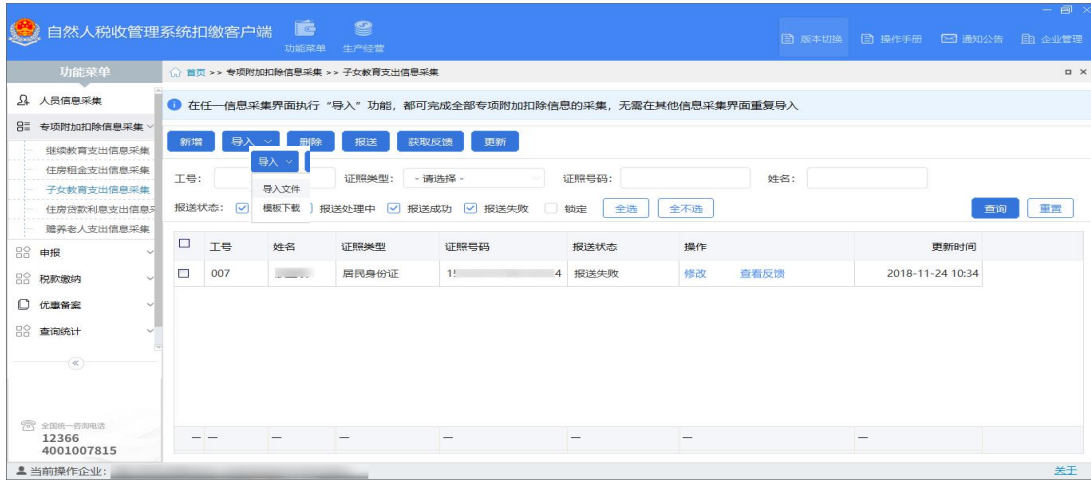 自然人税收管理系统扣缴客户端
功能菜单 生产经营 版本切换 操作手册 通知公告 企业管理
功能菜单
首页 >> 专项附加扣除信息采集 >> 子女教育支出信息采集
人员信息采集
专项附加扣除信息采集
继续教育支出信息采集
住房租金支出信息采集
子女教育支出信息采集
住房贷款利息支出信息采
赡养老人支出信息采集
申报
税款缴纳
优惠备案
查询统计
全国统一咨询电话
12366
4001007815
在任一信息采集界面执行“导入”功能，都可完成全部专项附加扣除信息的采集，无需在其他信息采集界面重复导入
新增 导入 删除 报送 获取反馈 更新
导入
导入文件
模板下载
工号： 证照类型： - 请选择 - 证照号码： 姓名：
报送状态： 报送处理中 报送成功 报送失败 锁定 全选 全不选 查询 重置
工号 姓名 证照类型 证照号码 报送状态 操作 更新时间
007 居民身份证 15 4 报送失败 修改 查看反馈 2018-11-24 10:34
— — — — — — — —
当前操作企业： 关于